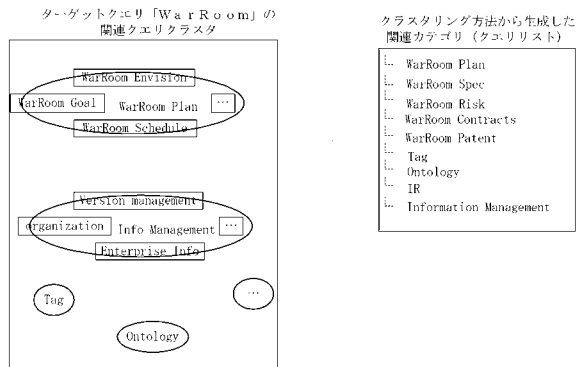 ターゲットクエリ「WarRoom」の
関連クエリクラスタ
WarRoom Envision
WarRoom Goal
WarRoom Plan
...
WarRoom Schedule
Version management
organization
Info Management
...
Enterprise Info
Tag
...
Ontology
クラスタリング方法から生成した
関連カテゴリ（クエリリスト）
WarRoom Plan
WarRoom Spec
WarRoom Risk
WarRoom Contracts
WarRoom Patent
Tag
Ontology
IR
Information Management